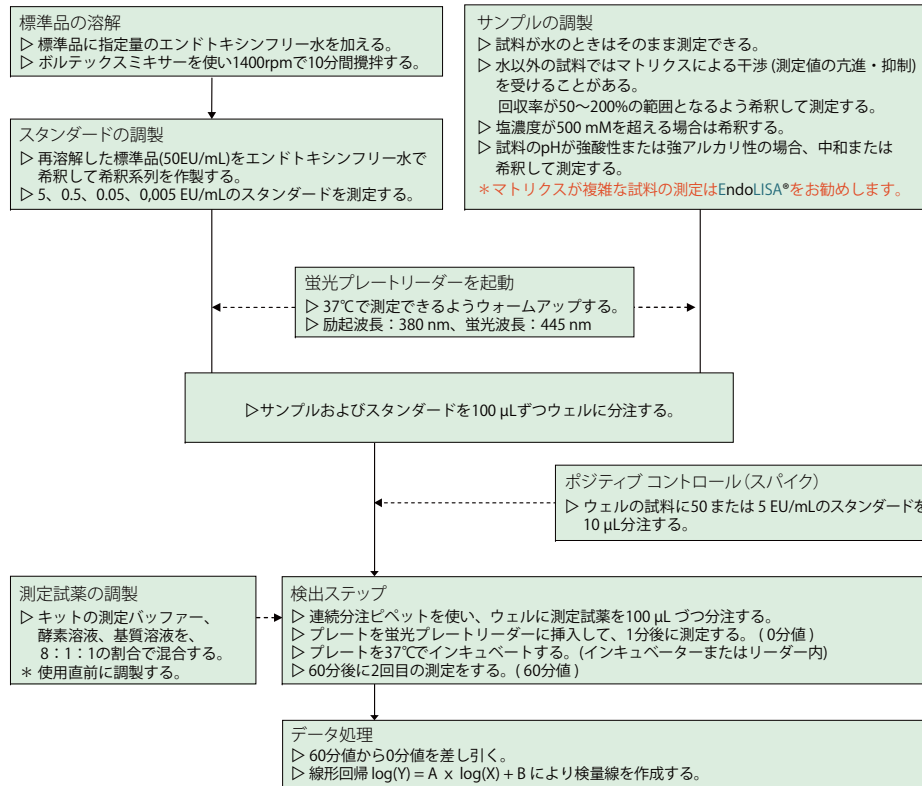 標準品の溶解
▷ 標準品に指定量のエンドトキシンフリー水を加える。
▷ ボルテックスミキサーを使い1400rpmで10分間攪拌する。
サンプルの調製
▷ 試料が水のときはそのまま測定できる。
▷ 水以外の試料ではマトリクスによる干渉 (測定値の亢進・抑制)
を受けることがある。
回収率が50〜200%の範囲となるよう希釈して測定する。
▷ 塩濃度が500 mMを超える場合は希釈する。
▷ 試料のpHが強酸性または強アルカリ性の場合、中和または
希釈して測定する。
＊マトリクスが複雑な試料の測定はEndoLISA®をお勧めします。
スタンダードの調製
▷ 再溶解した標準品(50EU/mL)をエンドトキシンフリー水で
希釈して希釈系列を作製する。
▷ 5、0.5、0.05、0,005 EU/mLのスタンダードを測定する。
蛍光プレートリーダーを起動
▷ 37℃で測定できるようウォームアップする。
▷ 励起波長：380 nm、蛍光波長：445 nm
▷サンプルおよびスタンダードを100 µLずつウェルに分注する。
ポジティブ コントロール（スパイク）
▷ ウェルの試料に50 または 5 EU/mLのスタンダードを
10 µL分注する。
測定試薬の調製
▷ キットの測定バッファー、
酵素溶液、基質溶液を、
8：1：1の割合で混合する。
＊ 使用直前に調製する。
検出ステップ
▷ 連続分注ピペットを使い、ウェルに測定試薬を100 µL づつ分注する。
▷ プレートを蛍光プレートリーダーに挿入して、1分後に測定する。 ( 0分値 )
▷ プレートを37℃でインキュベートする。(インキュベーターまたはリーダー内)
▷ 60分後に2回目の測定をする。( 60分値 )
データ処理
▷ 60分値から0分値を差し引く。
▷ 線形回帰 log(Y) = A x log(X) + B により検量線を作成する。